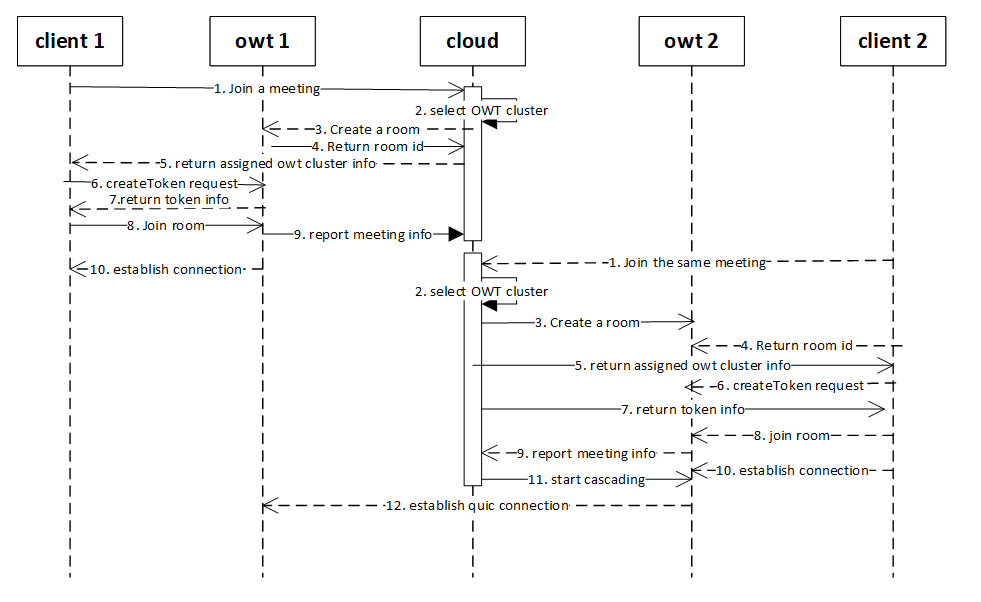 client 1
owt 1
cloud
owt 2
client 2
1. Join a meeting
2. select OWT cluster
3. Create a room
4. Return room id
5. return assigned owt cluster info
6. createToken request
7.return token info
8. Join room
9. report meeting info
10. establish connection
1. Join the same meeting
2. select OWT cluster
3. Create a room
4. Return room id
5. return assigned owt cluster info
6. createToken request
7. return token info
8. join room
9. report meeting info
10. establish connection
11. start cascading
12. establish quic connection